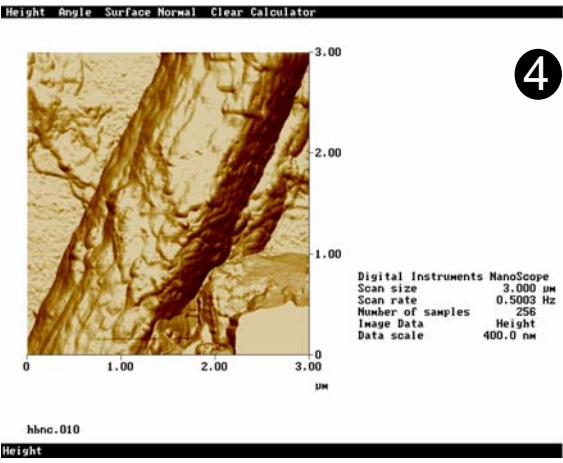 Height Angle Surface Normal Clear Calculator
4
3.00
2.00
1.00
0
0 1.00 2.00 3.00
µM
Digital Instruments NanoScope
Scan size 3.000 µm
Scan rate 0.5003 Hz
Number of samples 256
Image Data Height
Data scale 400.0 nm
hbnc.010
Height